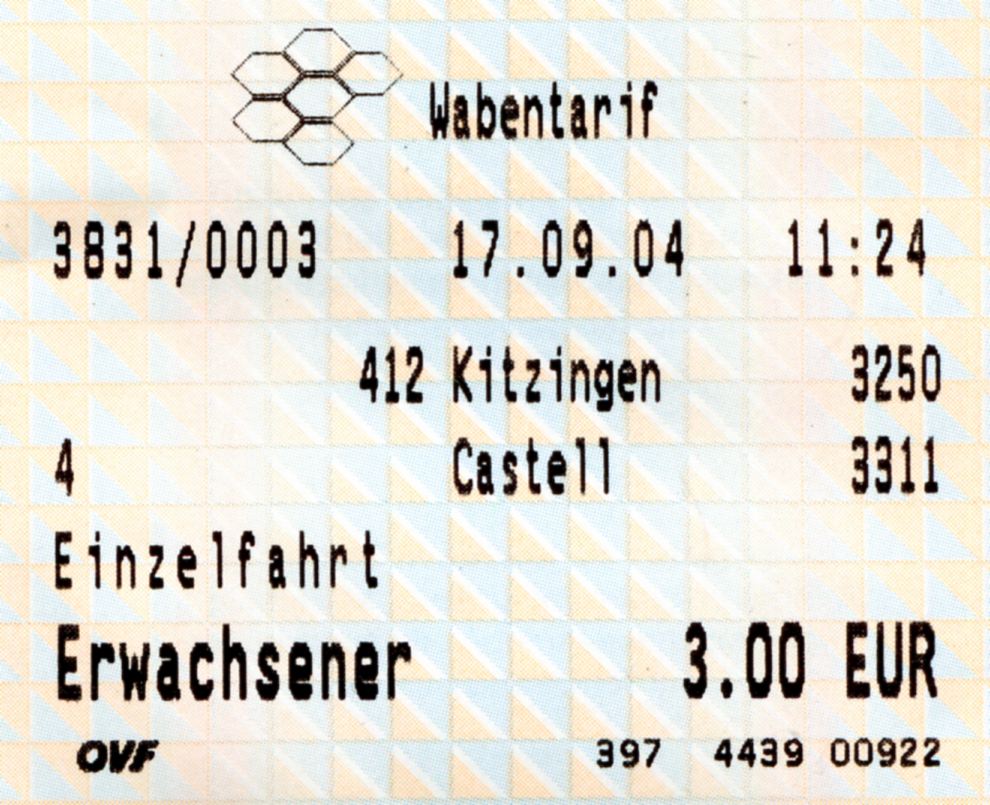 Wabentarif
3831/0003 17.09.04 11:24
412 Kitzingen 3250
4 Castell 3311
Einzelfahrt
Erwachsener 3.00 EUR
OVF 397 4439 00922